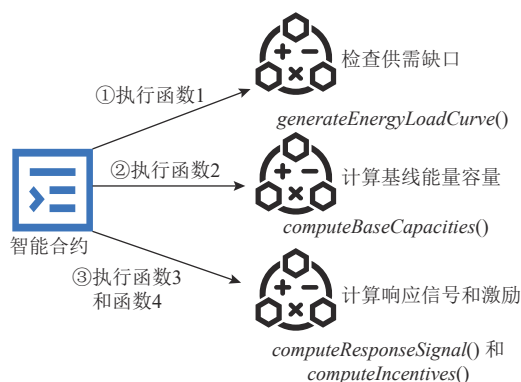 ①执行函数1
检查供需缺口
generateEnergyLoadCurve()
②执行函数2
计算基线能量容量
computeBaseCapacities()
智能合约
③执行函数3
和函数4
计算响应信号和激励
computeResponseSignal() 和
computeIncentives()